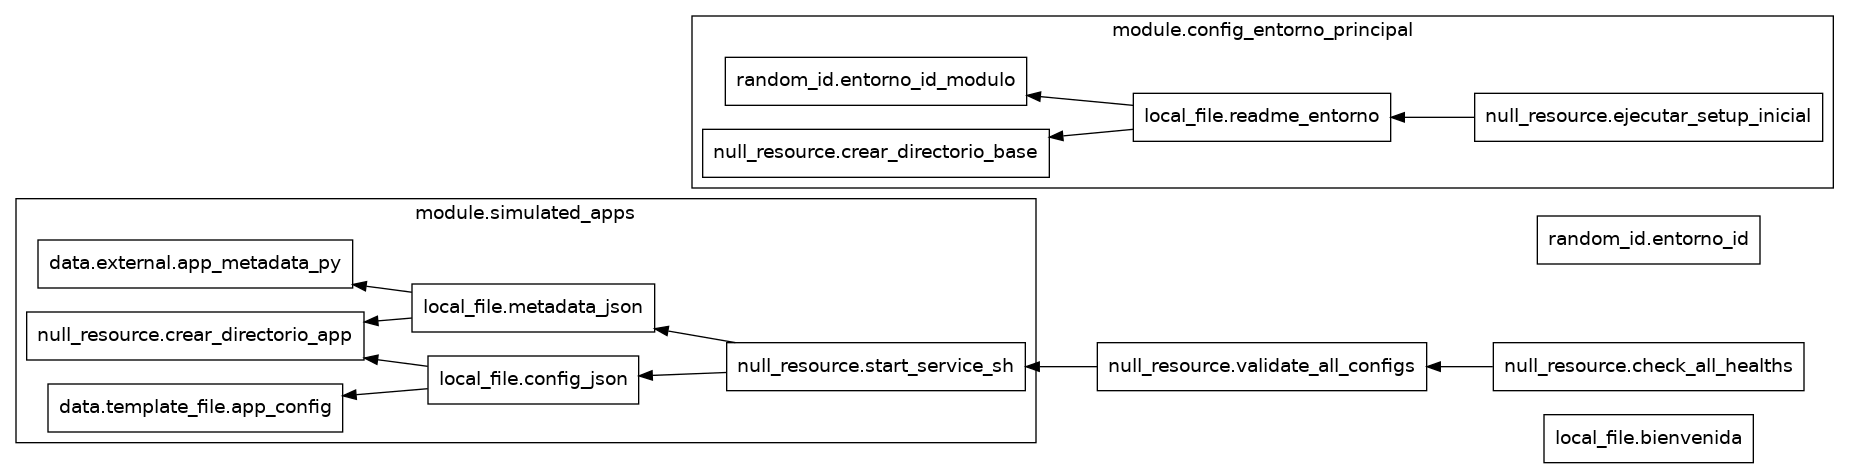 module.config_entorno_principal
random_id.entorno_id_modulo
local_file.readme_entorno
null_resource.ejecutar_setup_inicial
null_resource.crear_directorio_base
module.simulated_apps
random_id.entorno_id
data.external.app_metadata_py
local_file.metadata_json
null_resource.crear_directorio_app
null_resource.start_service_sh
null_resource.validate_all_configs
null_resource.check_all_healths
local_file.config_json
data.template_file.app_config
local_file.bienvenida